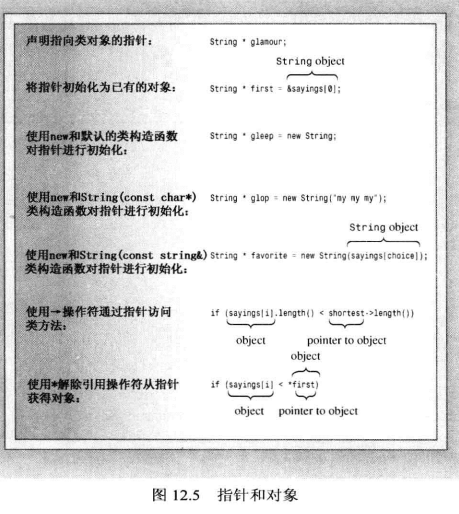 声明指向类对象的指针： String * glamour;
String object
将指针初始化为已有的对象： String * first = &sayings[0];
使用new和默认的类构造函数 String * gleep = new String;
对指针进行初始化：
使用new和String(const char*) String * glop = new String("my my my");
类构造函数对指针进行初始化：
String object
使用new和String(const string&) String * favorite = new String(sayings[choice]);
类构造函数对指针进行初始化：
使用→操作符通过指针访问 if (sayings[i].length() < shortest->length())
类方法：
object pointer to object
object
使用*解除引用操作符从指针 if (sayings[i] < *first)
获得对象：
object pointer to object
图 12.5 指针和对象